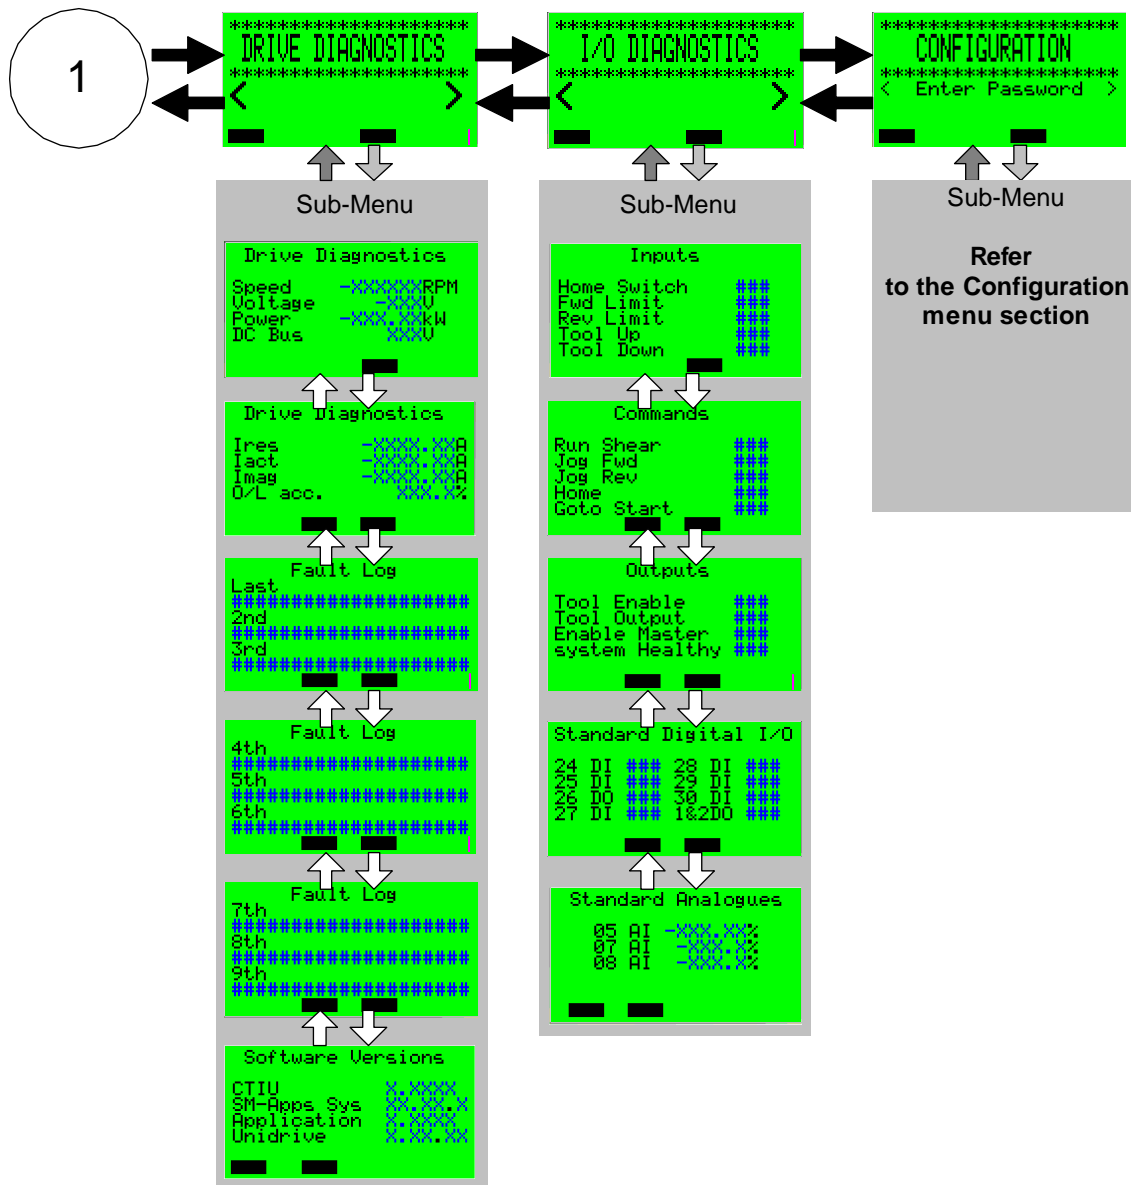 1
********************
DRIVE DIAGNOSTICS
********************
< >
********************
I/O DIAGNOSTICS
********************
< >
********************
CONFIGURATION
********************
< Enter Password >
Sub-Menu
Drive Diagnostics
Speed -XXXXXXRPM
Voltage -XXXV
Power -XXX.XXkW
DC Bus XXXV
Drive Diagnostics
Ires -XXXX.XXA
Iact -XXXX.XXA
Imag -XXXX.XXA
O/L acc. XXX.X%
Fault Log
Last
####################
2nd
####################
3rd
####################
Fault Log
4th
####################
5th
####################
6th
####################
Fault Log
7th
####################
8th
####################
9th
####################
Software Versions
CTIU X.XXXX
SM-Apps Sys XX.XX.X
Application X.XXXX
Unidrive X.XX.XX
Sub-Menu
Inputs
Home Switch ###
Fwd Limit ###
Rev Limit ###
Tool Up ###
Tool Down ###
Commands
Run Shear ###
Jog Fwd ###
Jog Rev ###
Home ###
Goto Start ###
Outputs
Tool Enable ###
Tool Output ###
Enable Master ###
system Healthy ###
Standard Digital I/O
24 DI ### 28 DI ###
25 DI ### 29 DI ###
26 DO ### 30 DI ###
27 DI ### 1&2DO ###
Standard Analogues
05 AI -XXX.XX%
07 AI -XXX.X%
08 AI -XXX.X%
Sub-Menu
Refer
to the Configuration
menu section